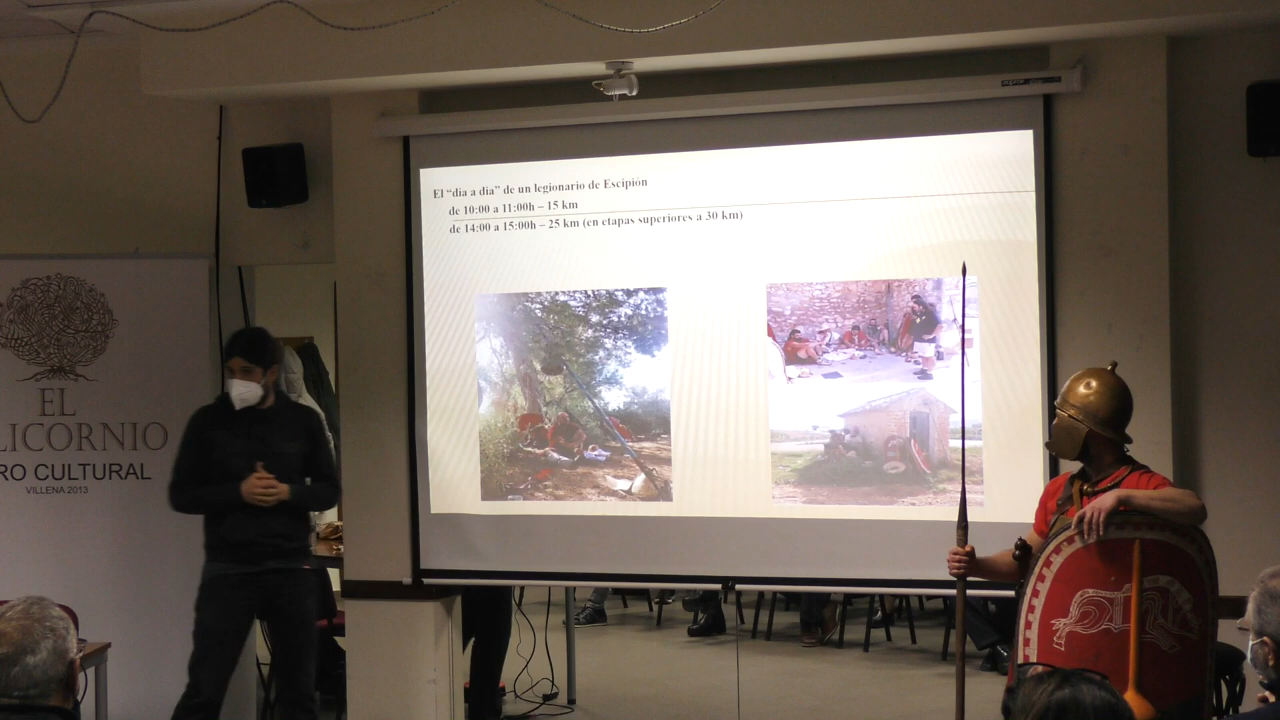 El “dia a dia” de un legionario de Escipión
de 10:00 a 11:00h – 15 km
de 14:00 a 15:00h – 25 km (en etapas superiores a 30 km)
EL
LICORNIO
RO CULTURAL
VILLENA 2013